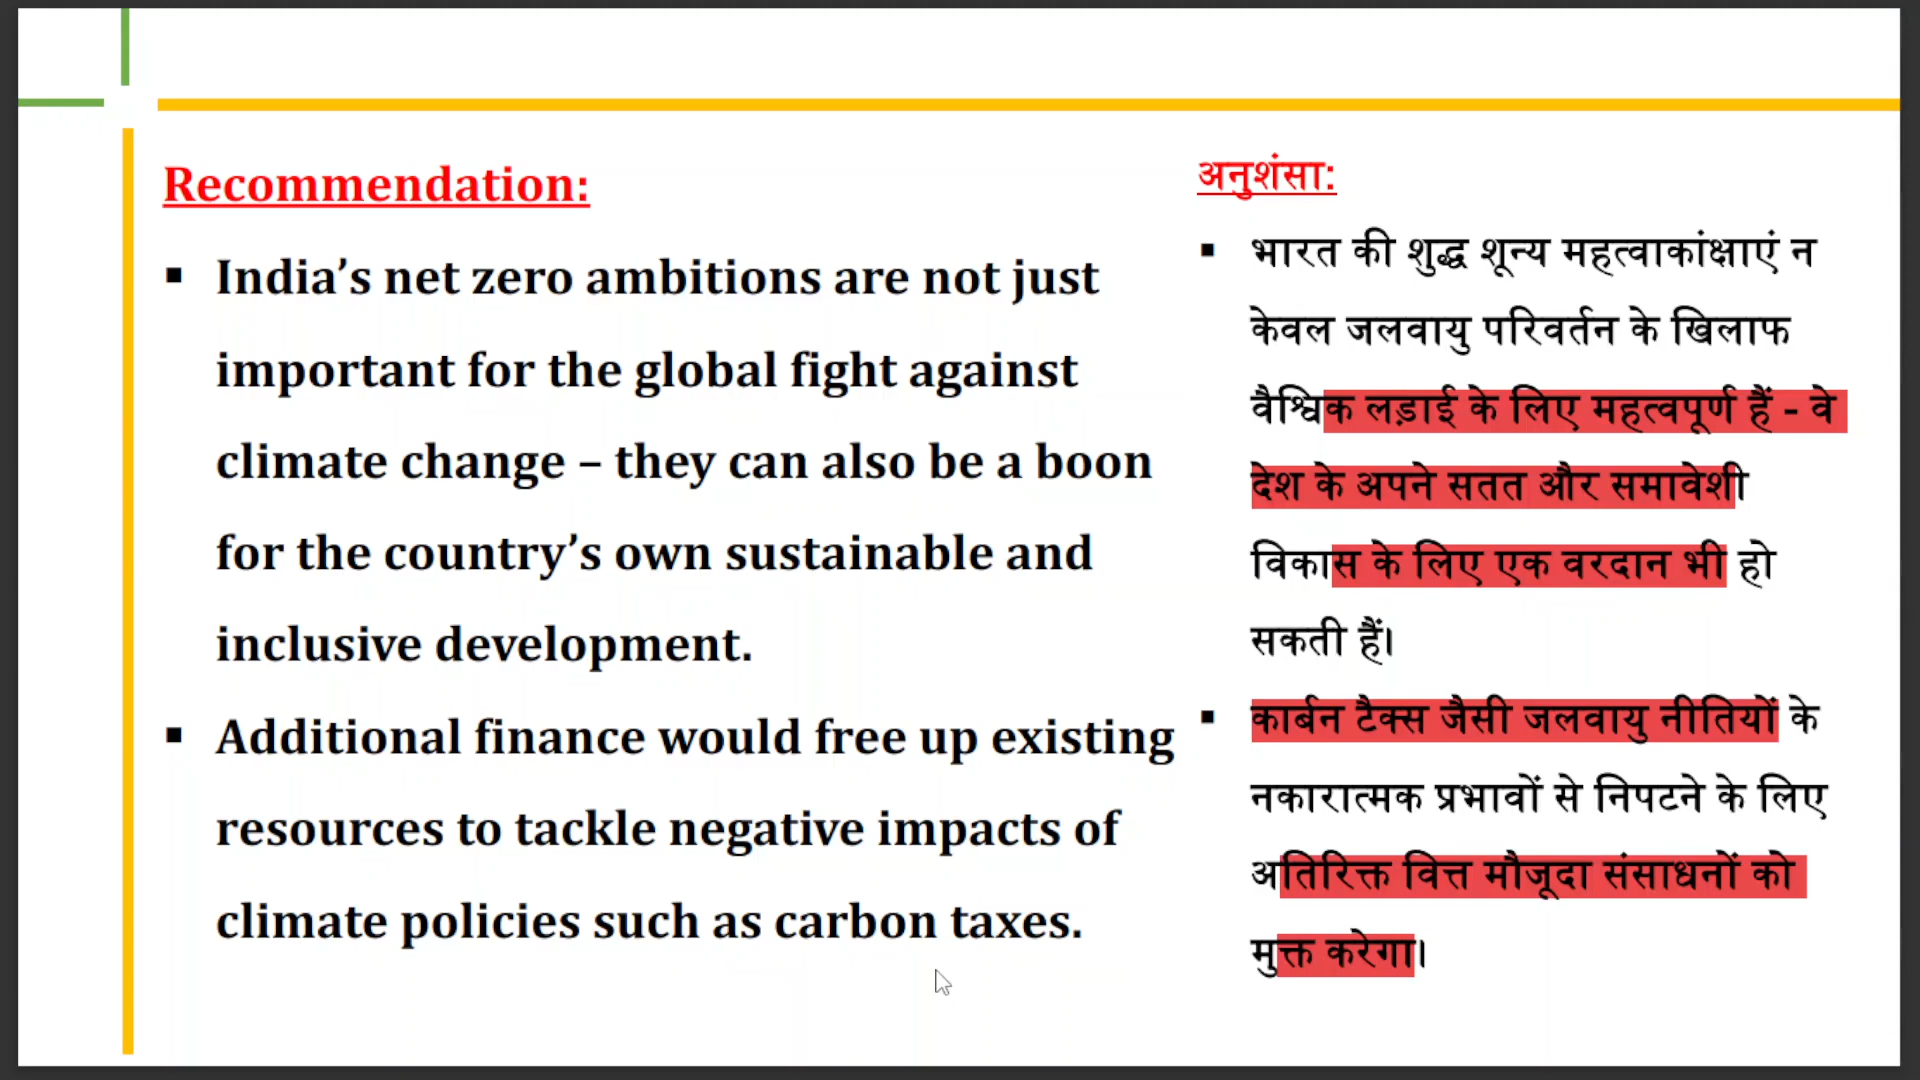 Recommendation:
▪ India’s net zero ambitions are not just
important for the global fight against
climate change – they can also be a boon
for the country’s own sustainable and
inclusive development.
▪ Additional finance would free up existing
resources to tackle negative impacts of
climate policies such as carbon taxes.
अनुशंसा:
▪ भारत की शुद्ध शून्य महत्वाकांक्षाएं न
केवल जलवायु परिवर्तन के खिलाफ
वैश्विक लड़ाई के लिए महत्वपूर्ण हैं - वे
देश के अपने सतत और समावेशी
विकास के लिए एक वरदान भी हो
सकती हैं।
▪ कार्बन टैक्स जैसी जलवायु नीतियों के
नकारात्मक प्रभावों से निपटने के लिए
अतिरिक्त वित्त मौजूदा संसाधनों को
मुक्त करेगा।